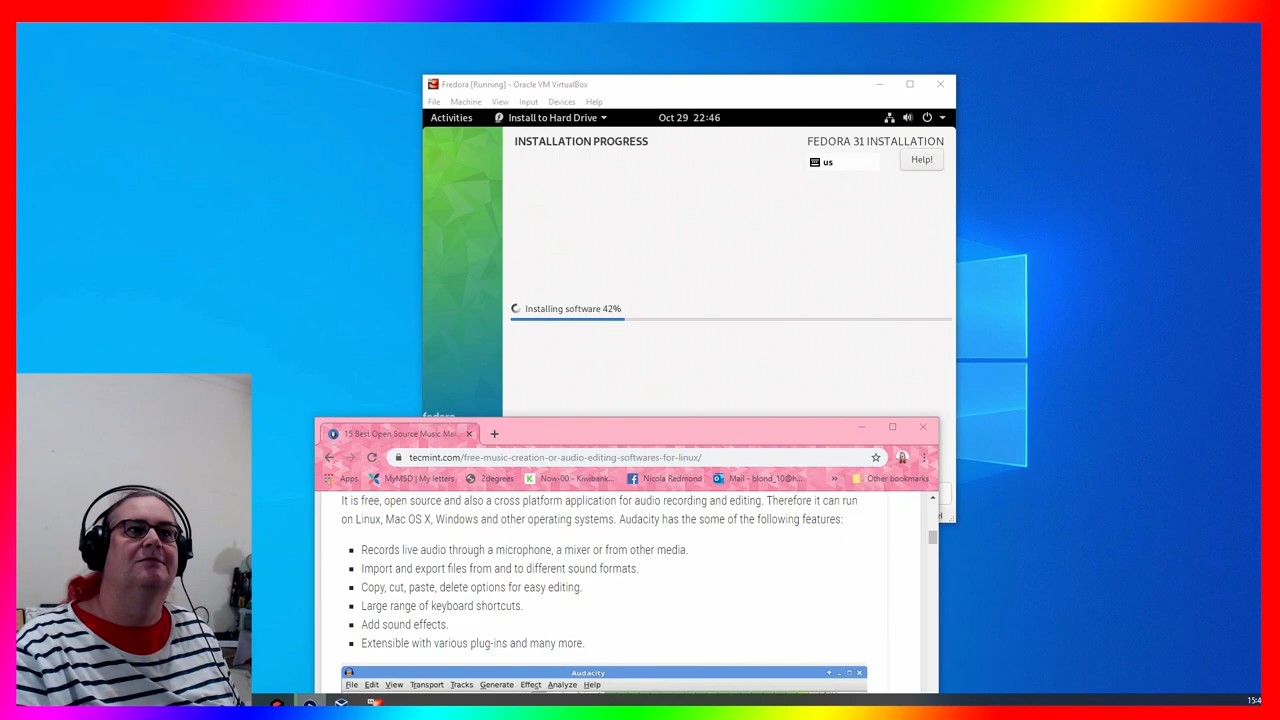 Fredora [Running] - Oracle VM VirtualBox
File Machine View Input Devices Help
Activities Install to Hard Drive Oct 29 22:46
INSTALLATION PROGRESS
FEDORA 31 INSTALLATION
us
Help!
Installing software 42%
fedora
15 Best Open Source Music Mak
tecmint.com/free-music-creation-or-audio-editing-softwares-for-linux/
Apps MyMSD | My letters 2degrees Now-00 - Kiwibank... Nicola Redmond Mail - blond_10@h... » Other bookmarks
It is free, open source and also a cross platform application for audio recording and editing. Therefore it can run
on Linux, Mac OS X, Windows and other operating systems. Audacity has the some of the following features:
Records live audio through a microphone, a mixer or from other media.
Import and export files from and to different sound formats.
Copy, cut, paste, delete options for easy editing.
Large range of keyboard shortcuts.
Add sound effects.
Extensible with various plug-ins and many more.
Audacity
File Edit View Transport Tracks Generate Effect Analyze Help
15:4